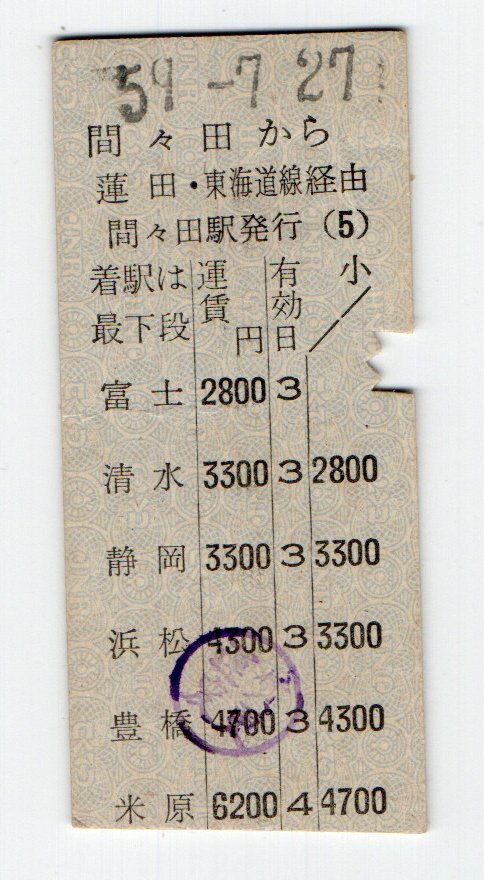 59 -7 27
間々田から
蓮田・東海道線経由
間々田駅発行 (5)
着駅は 運賃 有効 小
最下段 円 日
富士 2800 3
清水 3300 3 2800
静岡 3300 3 3300
浜松 4300 3 3300
豊橋 4700 3 4300
米原 6200 4 4700